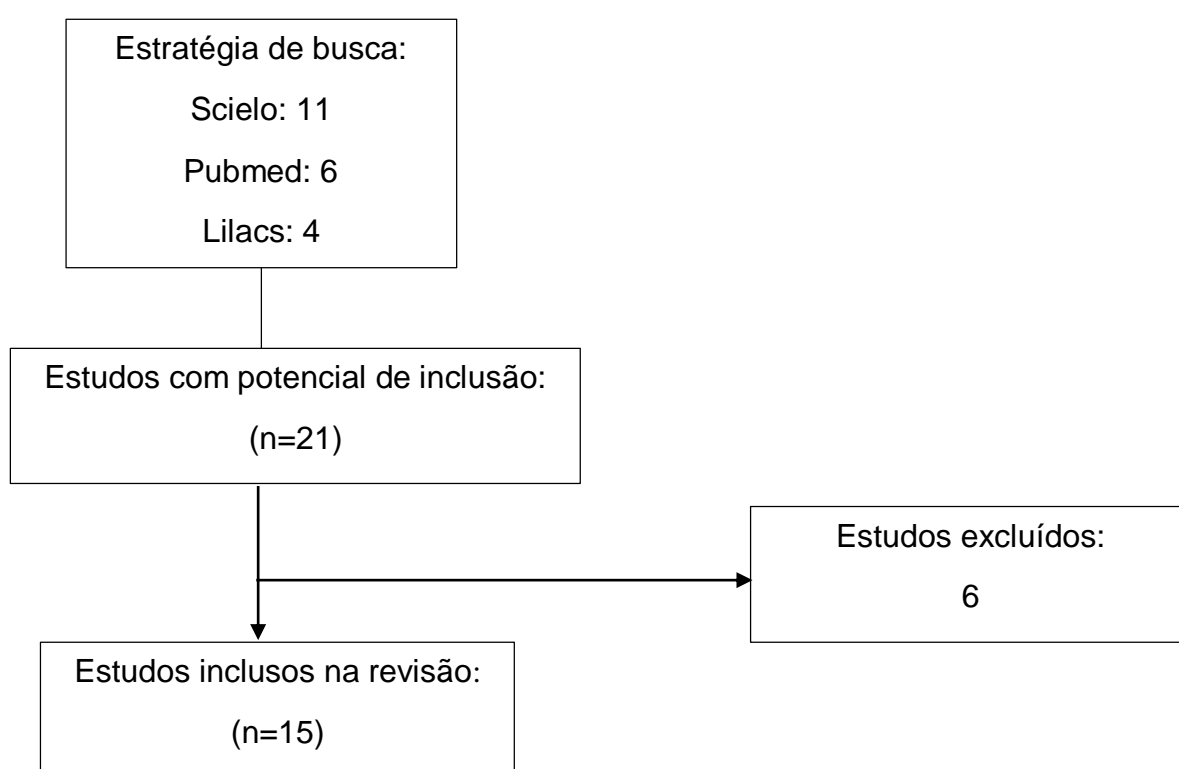 Estratégia de busca:
Scielo: 11
Pubmed: 6
Lilacs: 4
Estudos com potencial de inclusão:
(n=21)
Estudos excluídos:
6
Estudos inclusos na revisão:
(n=15)